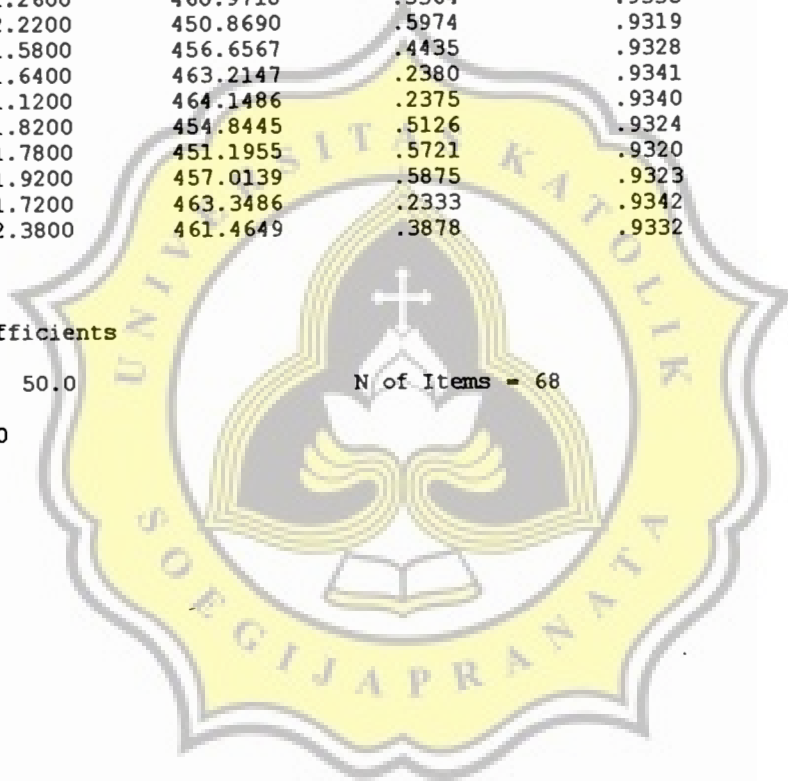 .2200 450.8690 .5974 .9319
.5800 456.6567 .4435 .9328
.6400 463.2147 .2380 .9341
.1200 464.1486 .2375 .9340
.8200 454.8445 .5126 .9324
.7800 451.1955 .5721 .9320
.9200 457.0139 .5875 .9323
.7200 463.3486 .2333 .9342
2.3800 461.4649 .3878 .9332
fficients
50.0 N of Items = 68
0
UNIVERSITAS KATOLIK
SOEGIJAPRANATA